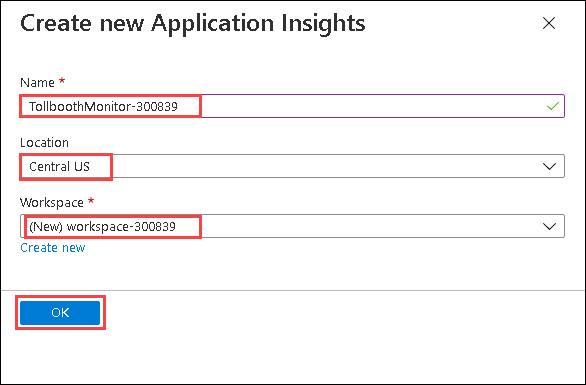 Create new Application Insights
Name *
TollboothMonitor-300839
Location
Central US
Workspace *
(New) workspace-300839
Create new
OK